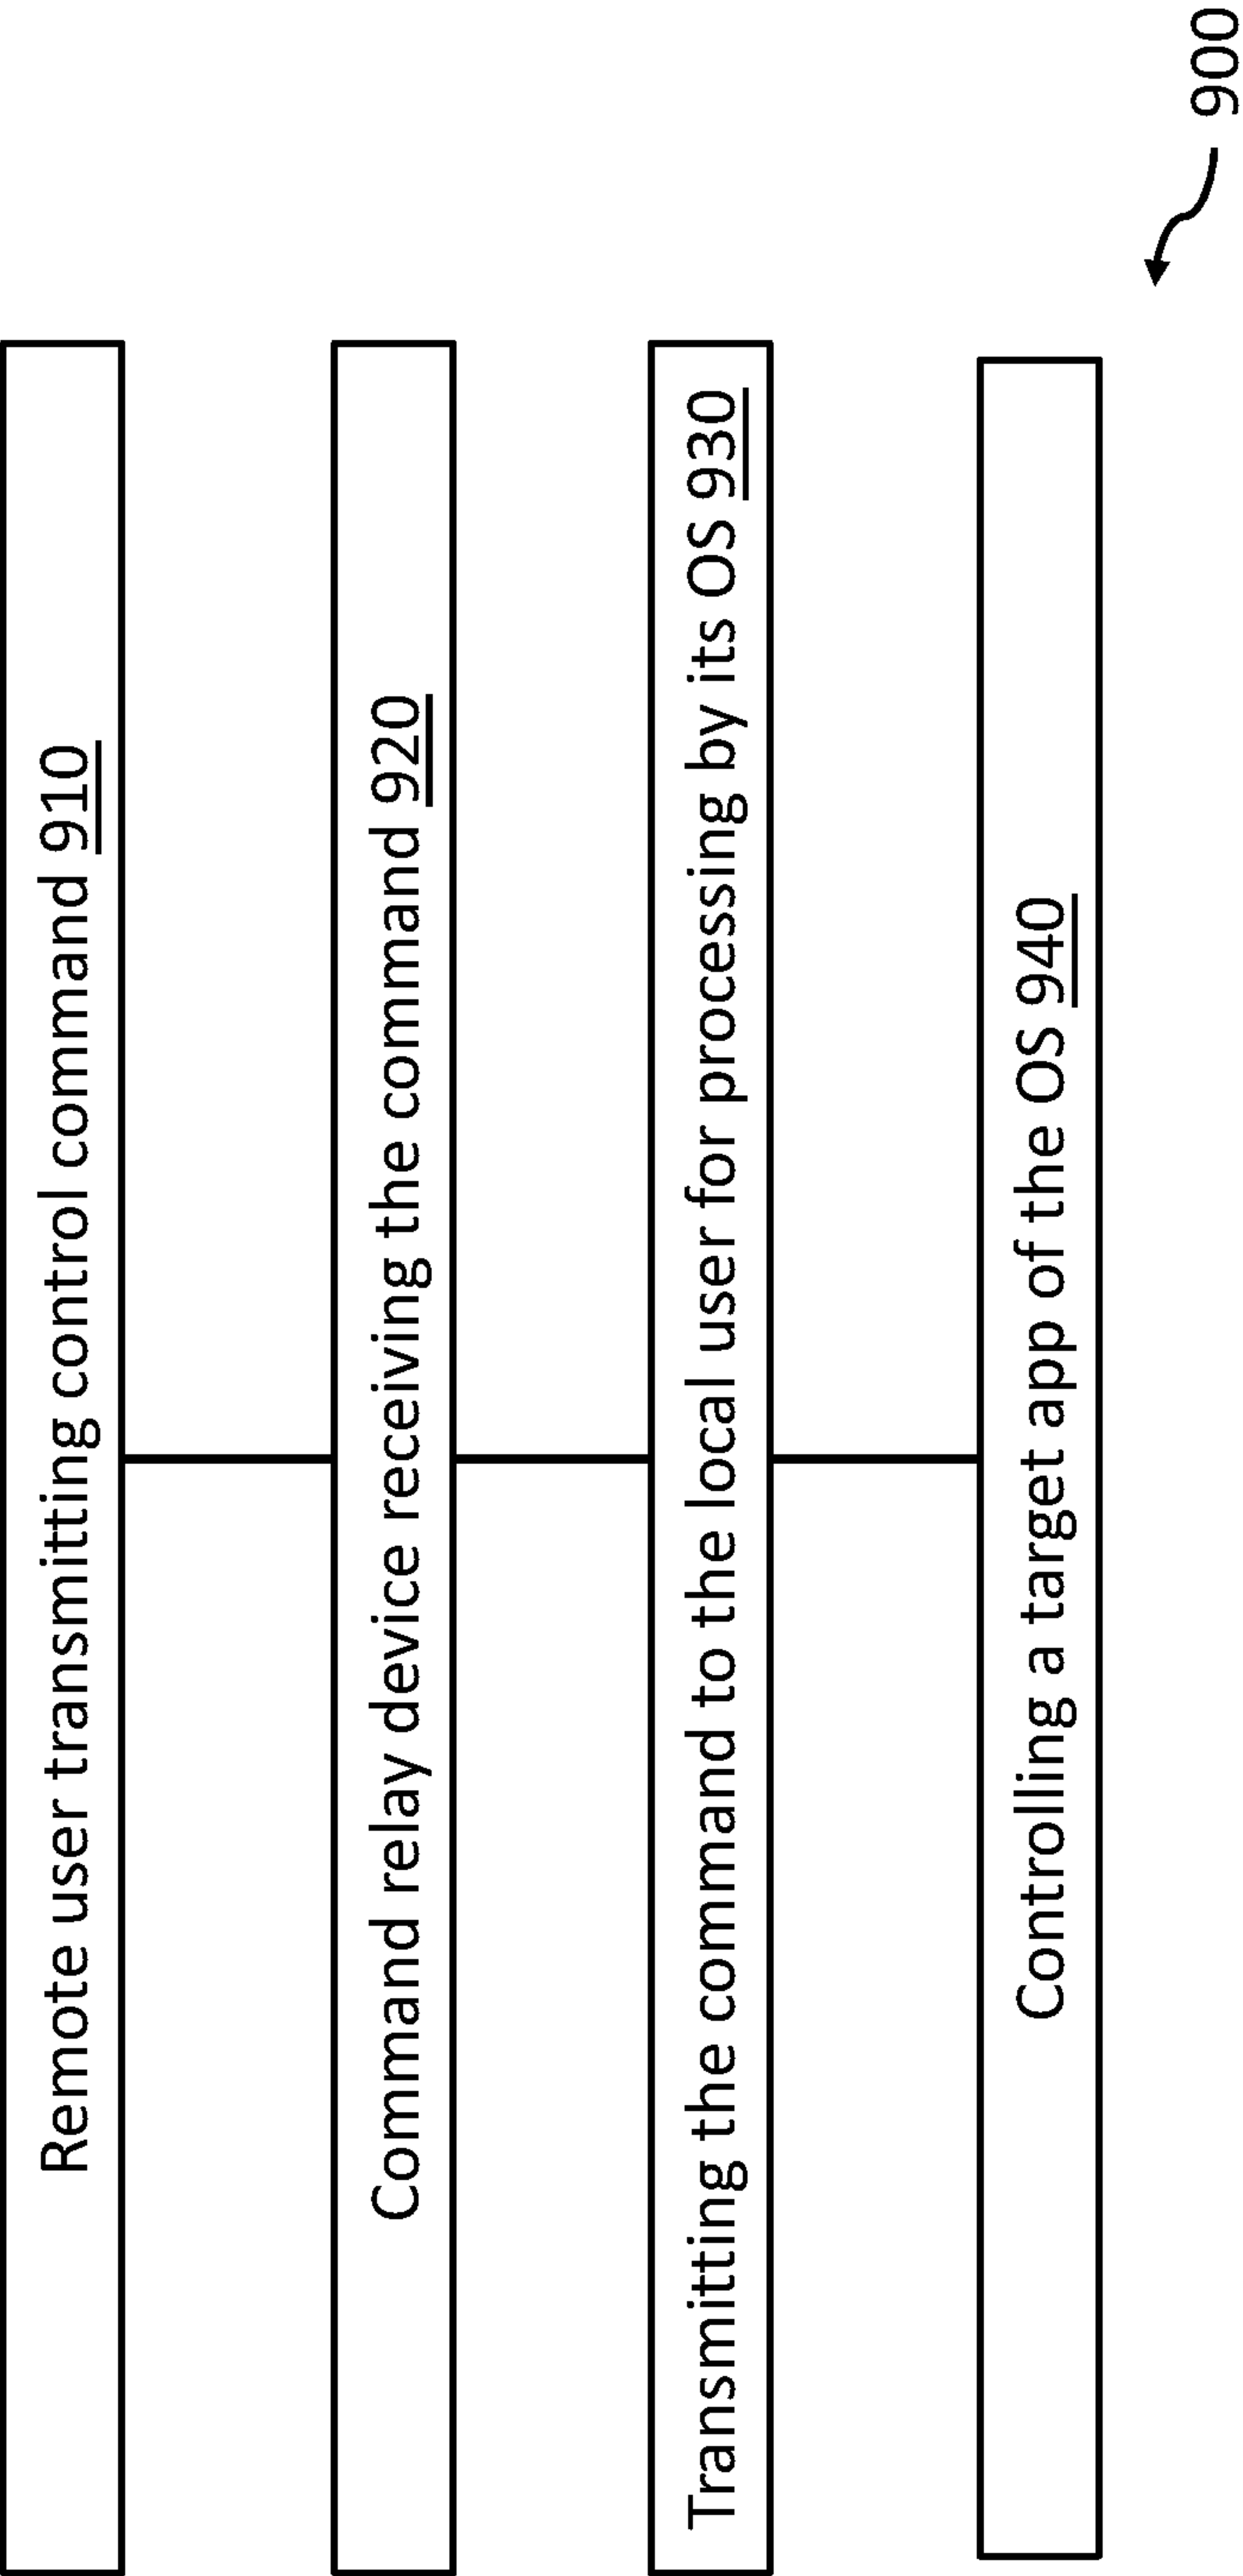 Remote user transmitting control command 910
Command relay device receiving the command 920
Transmitting the command to the local user for processing by its OS 930
Controlling a target app of the OS 940
900